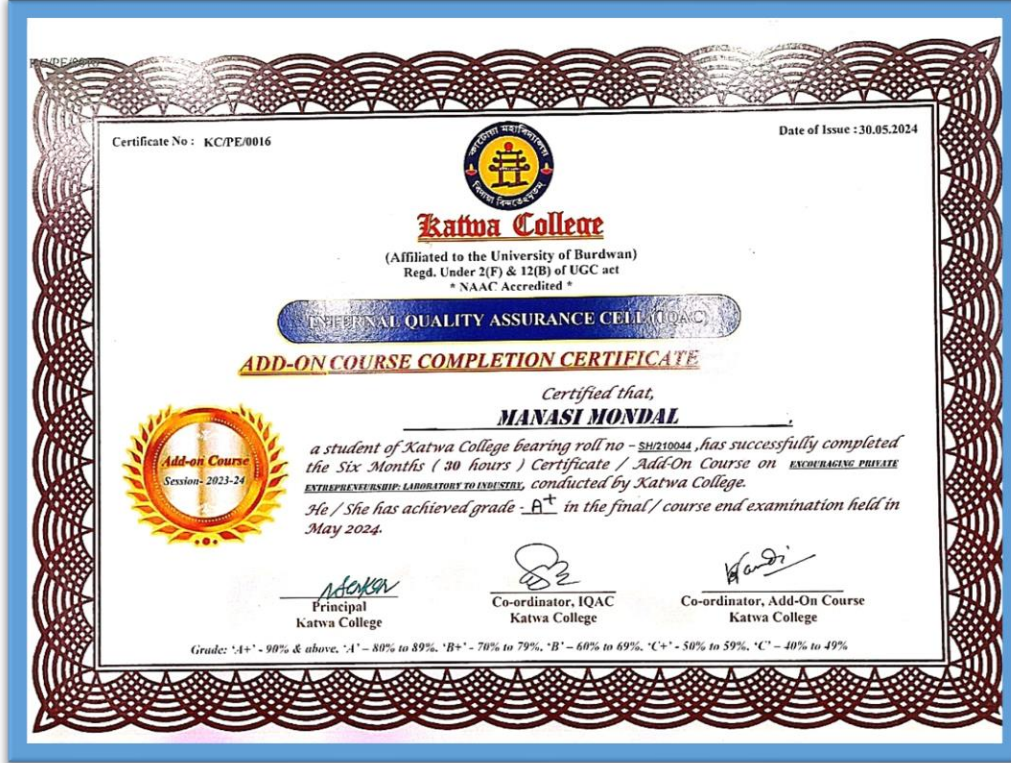 KC/PE/0016
Certificate No : KC/PE/0016
Date of Issue : 30.05.2024
কাটোয়া মহাবিদ্যালয়
Katwa College
(Affiliated to the University of Burdwan)
Regd. Under 2(F) & 12(B) of UGC act
* NAAC Accredited *
INTERNAL QUALITY ASSURANCE CELL (IQAC)
ADD-ON COURSE COMPLETION CERTIFICATE
Certified that,
MANASI MONDAL .
a student of Katwa College bearing roll no – SH/210044 ,has successfully completed
the Six Months ( 30 hours ) Certificate / Add-On Course on ENCOURAGING PRIVATE
ENTREPRENEURSHIP: LABORATORY TO INDUSTRY, conducted by Katwa College.
He / She has achieved grade - A+ in the final / course end examination held in
May 2024.
Add-on Course
Session- 2023-24
Principal
Katwa College
Co-ordinator, IQAC
Katwa College
Co-ordinator, Add-On Course
Katwa College
Grade: 'A+' - 90% & above, 'A' – 80% to 89%, 'B+' - 70% to 79%, 'B' – 60% to 69%, 'C+' - 50% to 59%, 'C' – 40% to 49%